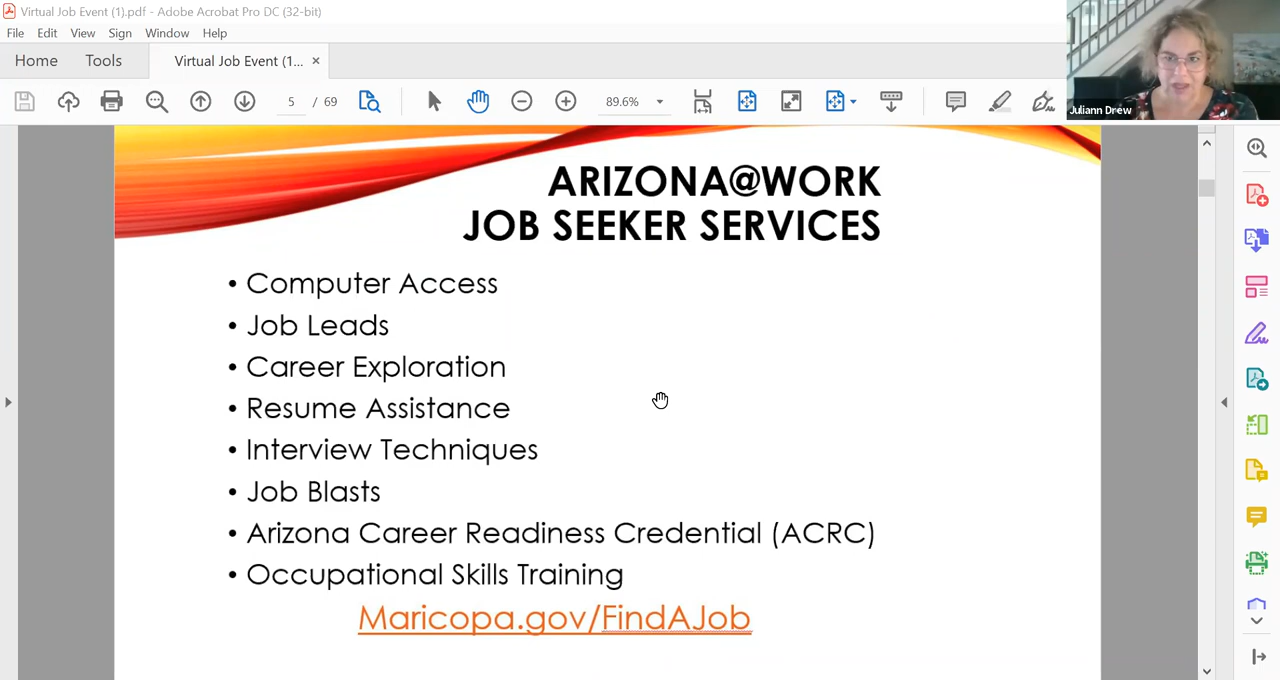 Virtual Job Event (1).pdf - Adobe Acrobat Pro DC (32-bit)
File Edit View Sign Window Help
Home Tools Virtual Job Event (1... ×
5 / 69 89.6%
Juliann Drew
ARIZONA@WORK
JOB SEEKER SERVICES
• Computer Access
• Job Leads
• Career Exploration
• Resume Assistance
• Interview Techniques
• Job Blasts
• Arizona Career Readiness Credential (ACRC)
• Occupational Skills Training
Maricopa.gov/FindAJob